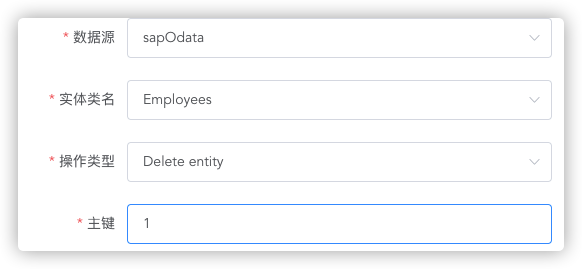 * 数据源 sapOdata
* 实体类名 Employees
* 操作类型 Delete entity
* 主键 1